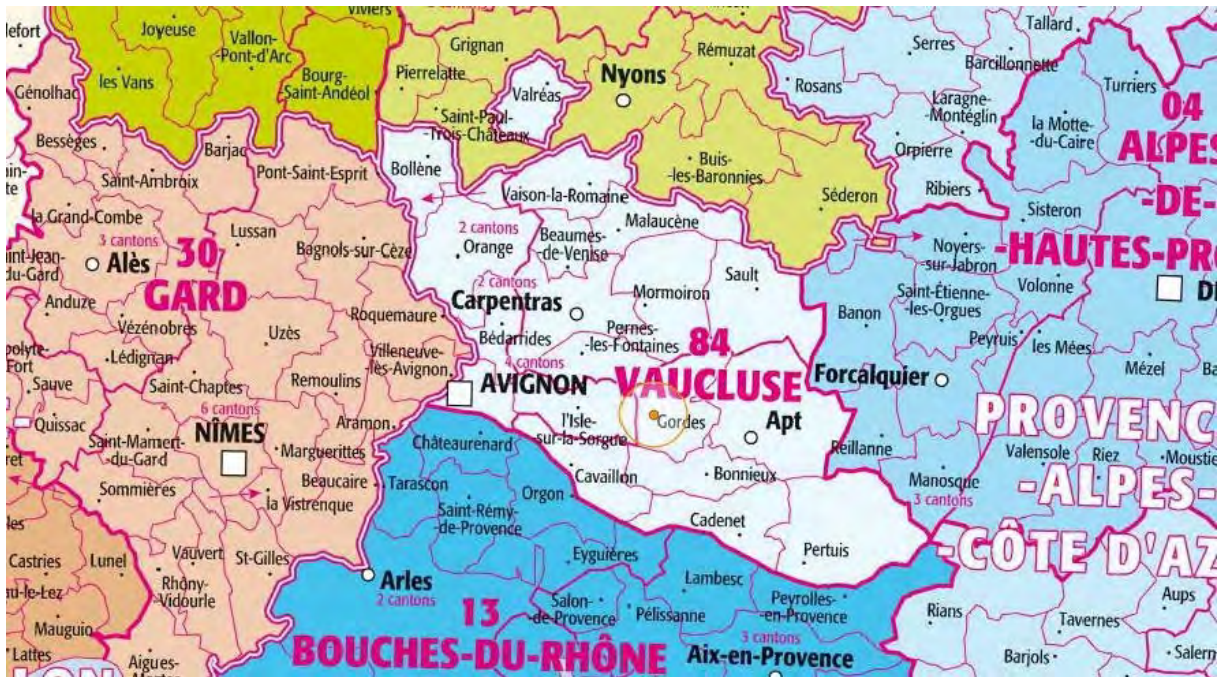 Joyeuse
Vallon-
-Pont-d'Arc
Viviers
les Vans
Bourg-
-Saint-Andéol
Grignan
Pierrelatte
Valréas
Saint-Paul-
-Trois-Châteaux
Nyons
Rémuzat
Serres
Tallard
Barcillonnette
Rosans
Turriers
Laragne-
-Montéglin
la Motte-
-du-Caire
04
ALPES
-DE-
-HAUTES-PRO
Orpierre
Ribiers
Sisteron
Génolhac
Bessèges
Barjac
Saint-Ambroix
Pont-Saint-Esprit
Bollène
Vaison-la-Romaine
Buis-
-les-Baronnies
Séderon
la Grand-Combe
3 cantons
Alès
30
GARD
Lussan
Bagnols-sur-Cèze
2 cantons
Orange
Beaumes-
-de-Venise
Malaucène
Sault
Noyers-
-sur-Jabron
Volonne
int-Jean-
du-Gard
Anduze
Vézénobres
Lédignan
Uzès
Roquemaure
2 cantons
Carpentras
Mormoiron
Bédarrides
Pernes-
-les-Fontaines
Banon
Saint-Étienne-
-les-Orgues
Peyruis
les Mées
Mézel
84
VAUCLUSE
Villeneuve-
-lès-Avignon
4 cantons
AVIGNON
Forcalquier
Sauve
Saint-Chaptes
Remoulins
Quissac
6 cantons
NÎMES
Aramon
l'Isle-
-sur-la-Sorgue
Gordes
Apt
PROVENC
-ALPES-
-CÔTE D'AZ
Saint-Mamert-
-du-Gard
Marguerittes
Châteaurenard
Cavaillon
Bonnieux
Reillanne
Valensole
Riez
Moustie
Manosque
3 cantons
Sommières
Beaucaire
la Vistrenque
Tarascon
Saint-Rémy-
-de-Provence
Orgon
Cadenet
Pertuis
Castries
Lunel
Vauvert
St-Gilles
Rhôny-
-Vidourle
Eyguières
Arles
2 cantons
Lambesc
Peyrolles-
-en-Provence
Salon-
-de-Provence
Pélissanne
au-le-Lez
Mauguio
Lattes
Aigues-
13
BOUCHES-DU-RHÔNE
3 cantons
Aix-en-Provence
Rians
Aups
Tavernes
Barjols
Salern